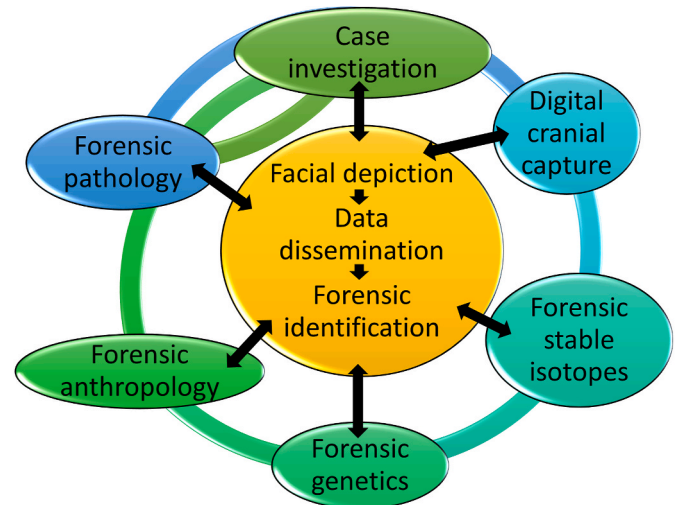 Case
investigation
Digital
cranial
capture
Forensic
pathology
Facial depiction
Data
dissemination
Forensic
identification
Forensic
stable
isotopes
Forensic
anthropology
Forensic
genetics